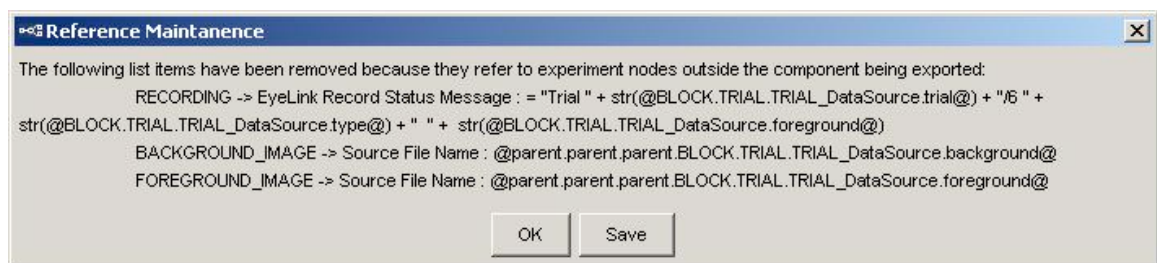 Reference Maintanence
The following list items have been removed because they refer to experiment nodes outside the component being exported:
RECORDING -> EyeLink Record Status Message : = "Trial " + str(@BLOCK.TRIAL.TRIAL_DataSource.trial@) + "/6 " +
str(@BLOCK.TRIAL.TRIAL_DataSource.type@) + "  " +  str(@BLOCK.TRIAL.TRIAL_DataSource.foreground@)
BACKGROUND_IMAGE -> Source File Name : @parent.parent.parent.BLOCK.TRIAL.TRIAL_DataSource.background@
FOREGROUND_IMAGE -> Source File Name : @parent.parent.parent.BLOCK.TRIAL.TRIAL_DataSource.foreground@
OK Save